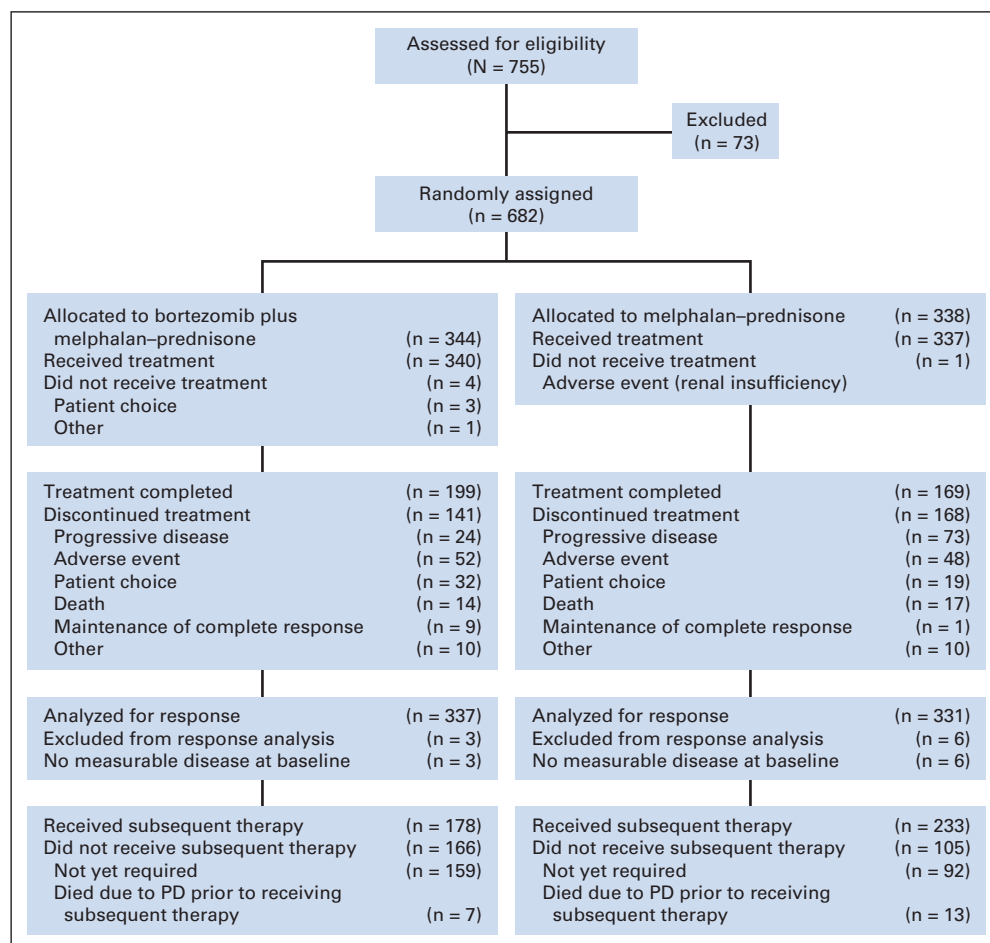 Assessed for eligibility
(N = 755)
Excluded
(n = 73)
Randomly assigned
(n = 682)
Allocated to bortezomib plus
melphalan–prednisone (n = 344)
Received treatment (n = 340)
Did not receive treatment (n = 4)
Patient choice (n = 3)
Other (n = 1)
Allocated to melphalan–prednisone (n = 338)
Received treatment (n = 337)
Did not receive treatment (n = 1)
Adverse event (renal insufficiency)
Treatment completed (n = 199)
Discontinued treatment (n = 141)
Progressive disease (n = 24)
Adverse event (n = 52)
Patient choice (n = 32)
Death (n = 14)
Maintenance of complete response (n = 9)
Other (n = 10)
Treatment completed (n = 169)
Discontinued treatment (n = 168)
Progressive disease (n = 73)
Adverse event (n = 48)
Patient choice (n = 19)
Death (n = 17)
Maintenance of complete response (n = 1)
Other (n = 10)
Analyzed for response (n = 337)
Excluded from response analysis (n = 3)
No measurable disease at baseline (n = 3)
Analyzed for response (n = 331)
Excluded from response analysis (n = 6)
No measurable disease at baseline (n = 6)
Received subsequent therapy (n = 178)
Did not receive subsequent therapy (n = 166)
Not yet required (n = 159)
Died due to PD prior to receiving
subsequent therapy (n = 7)
Received subsequent therapy (n = 233)
Did not receive subsequent therapy (n = 105)
Not yet required (n = 92)
Died due to PD prior to receiving
subsequent therapy (n = 13)